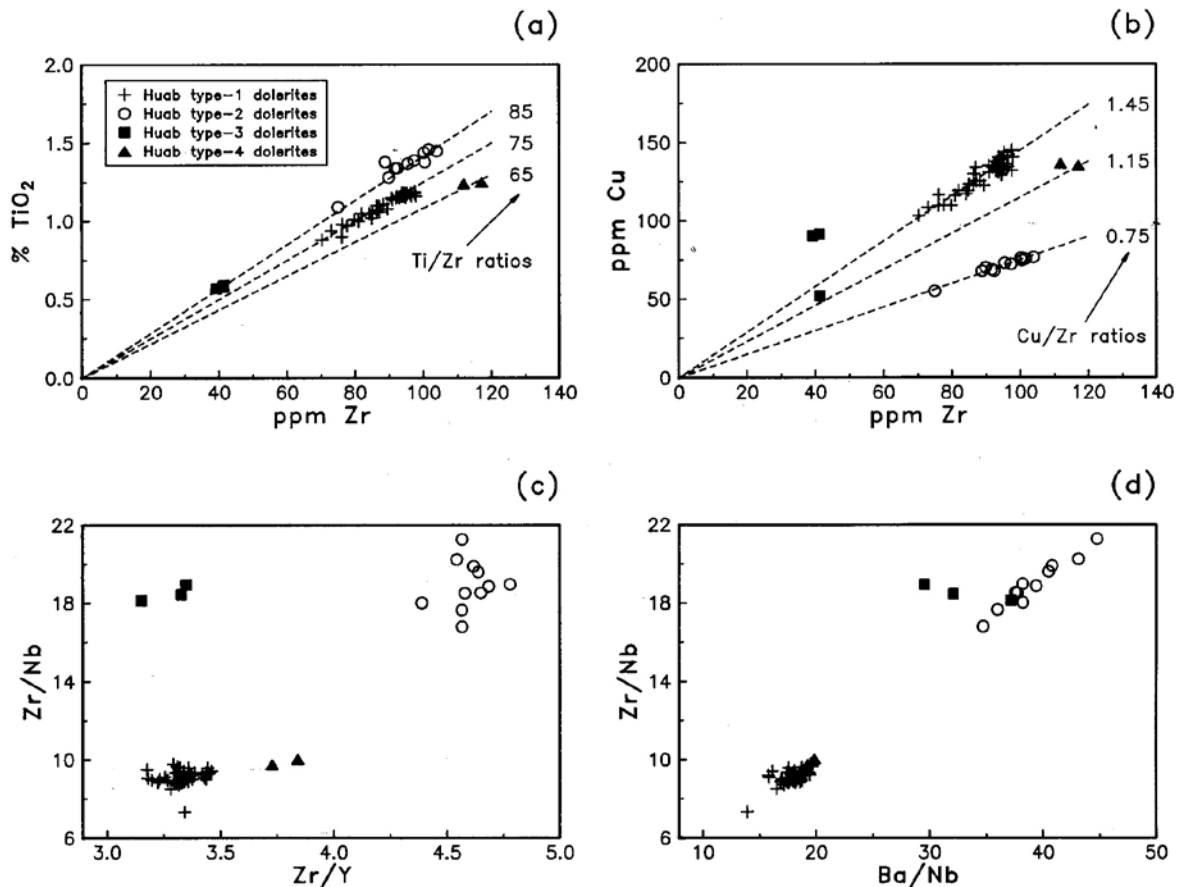 (a)
2.0
1.5
1.0
0.5
0.0
% TiO2
+ Huab type-1 dolerites
○ Huab type-2 dolerites
■ Huab type-3 dolerites
▲ Huab type-4 dolerites
85
75
65
Ti/Zr ratios
0 20 40 60 80 100 120 140
ppm Zr
(b)
200
150
100
50
0
ppm Cu
1.45
1.15
0.75
Cu/Zr ratios
0 20 40 60 80 100 120 140
ppm Zr
(c)
22
18
14
10
6
Zr/Nb
3.0 3.5 4.0 4.5 5.0
Zr/Y
(d)
22
18
14
10
6
Zr/Nb
10 20 30 40 50
Ba/Nb